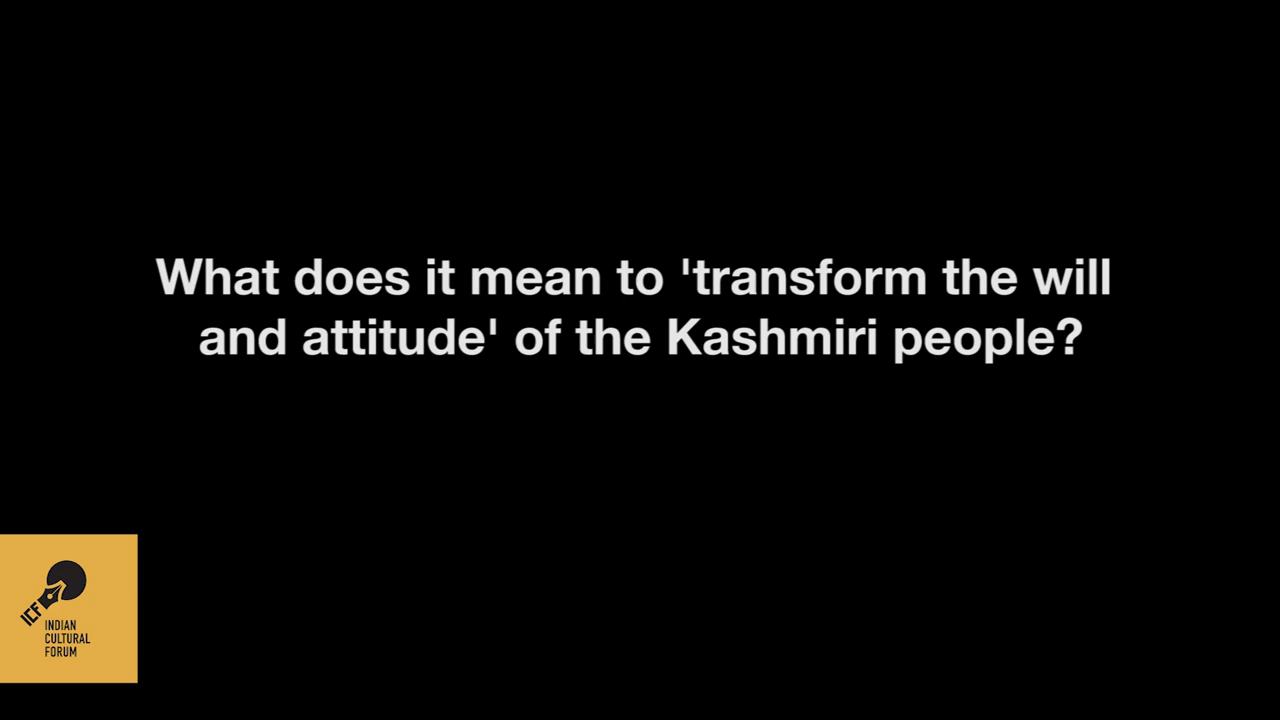 What does it mean to 'transform the will
and attitude' of the Kashmiri people?
ICF
INDIAN
CULTURAL
FORUM